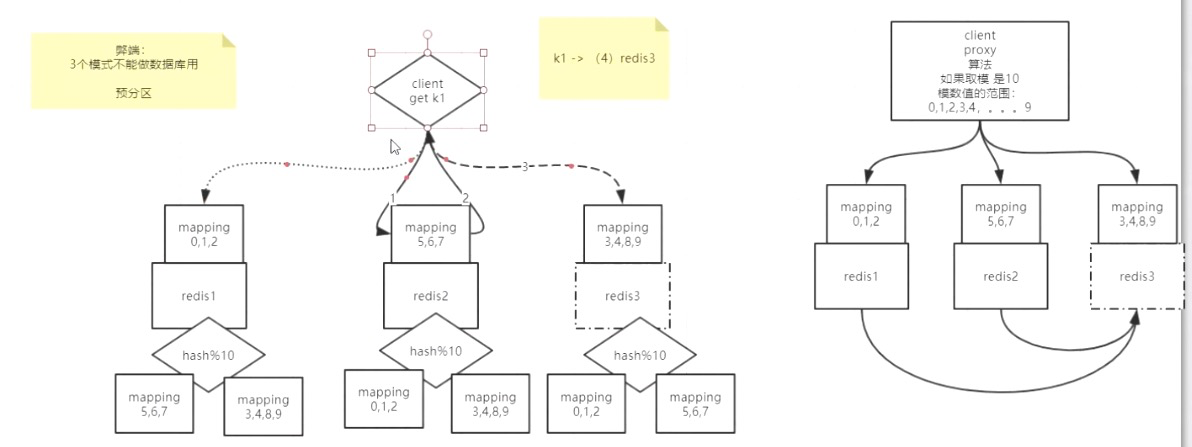 弊端：
3个模式不能做数据库用
预分区
client
get k1
k1 -> （4）redis3
3
1
2
mapping
0,1,2
mapping
5,6,7
mapping
3,4,8,9
redis1
redis2
redis3
hash%10
hash%10
hash%10
mapping
5,6,7
mapping
3,4,8,9
mapping
0,1,2
mapping
3,4,8,9
mapping
0,1,2
mapping
5,6,7
client
proxy
算法
如果取模 是10
模数值的范围：
0,1,2,3,4，。。。9
mapping
0,1,2
mapping
5,6,7
mapping
3,4,8,9
redis1
redis2
redis3